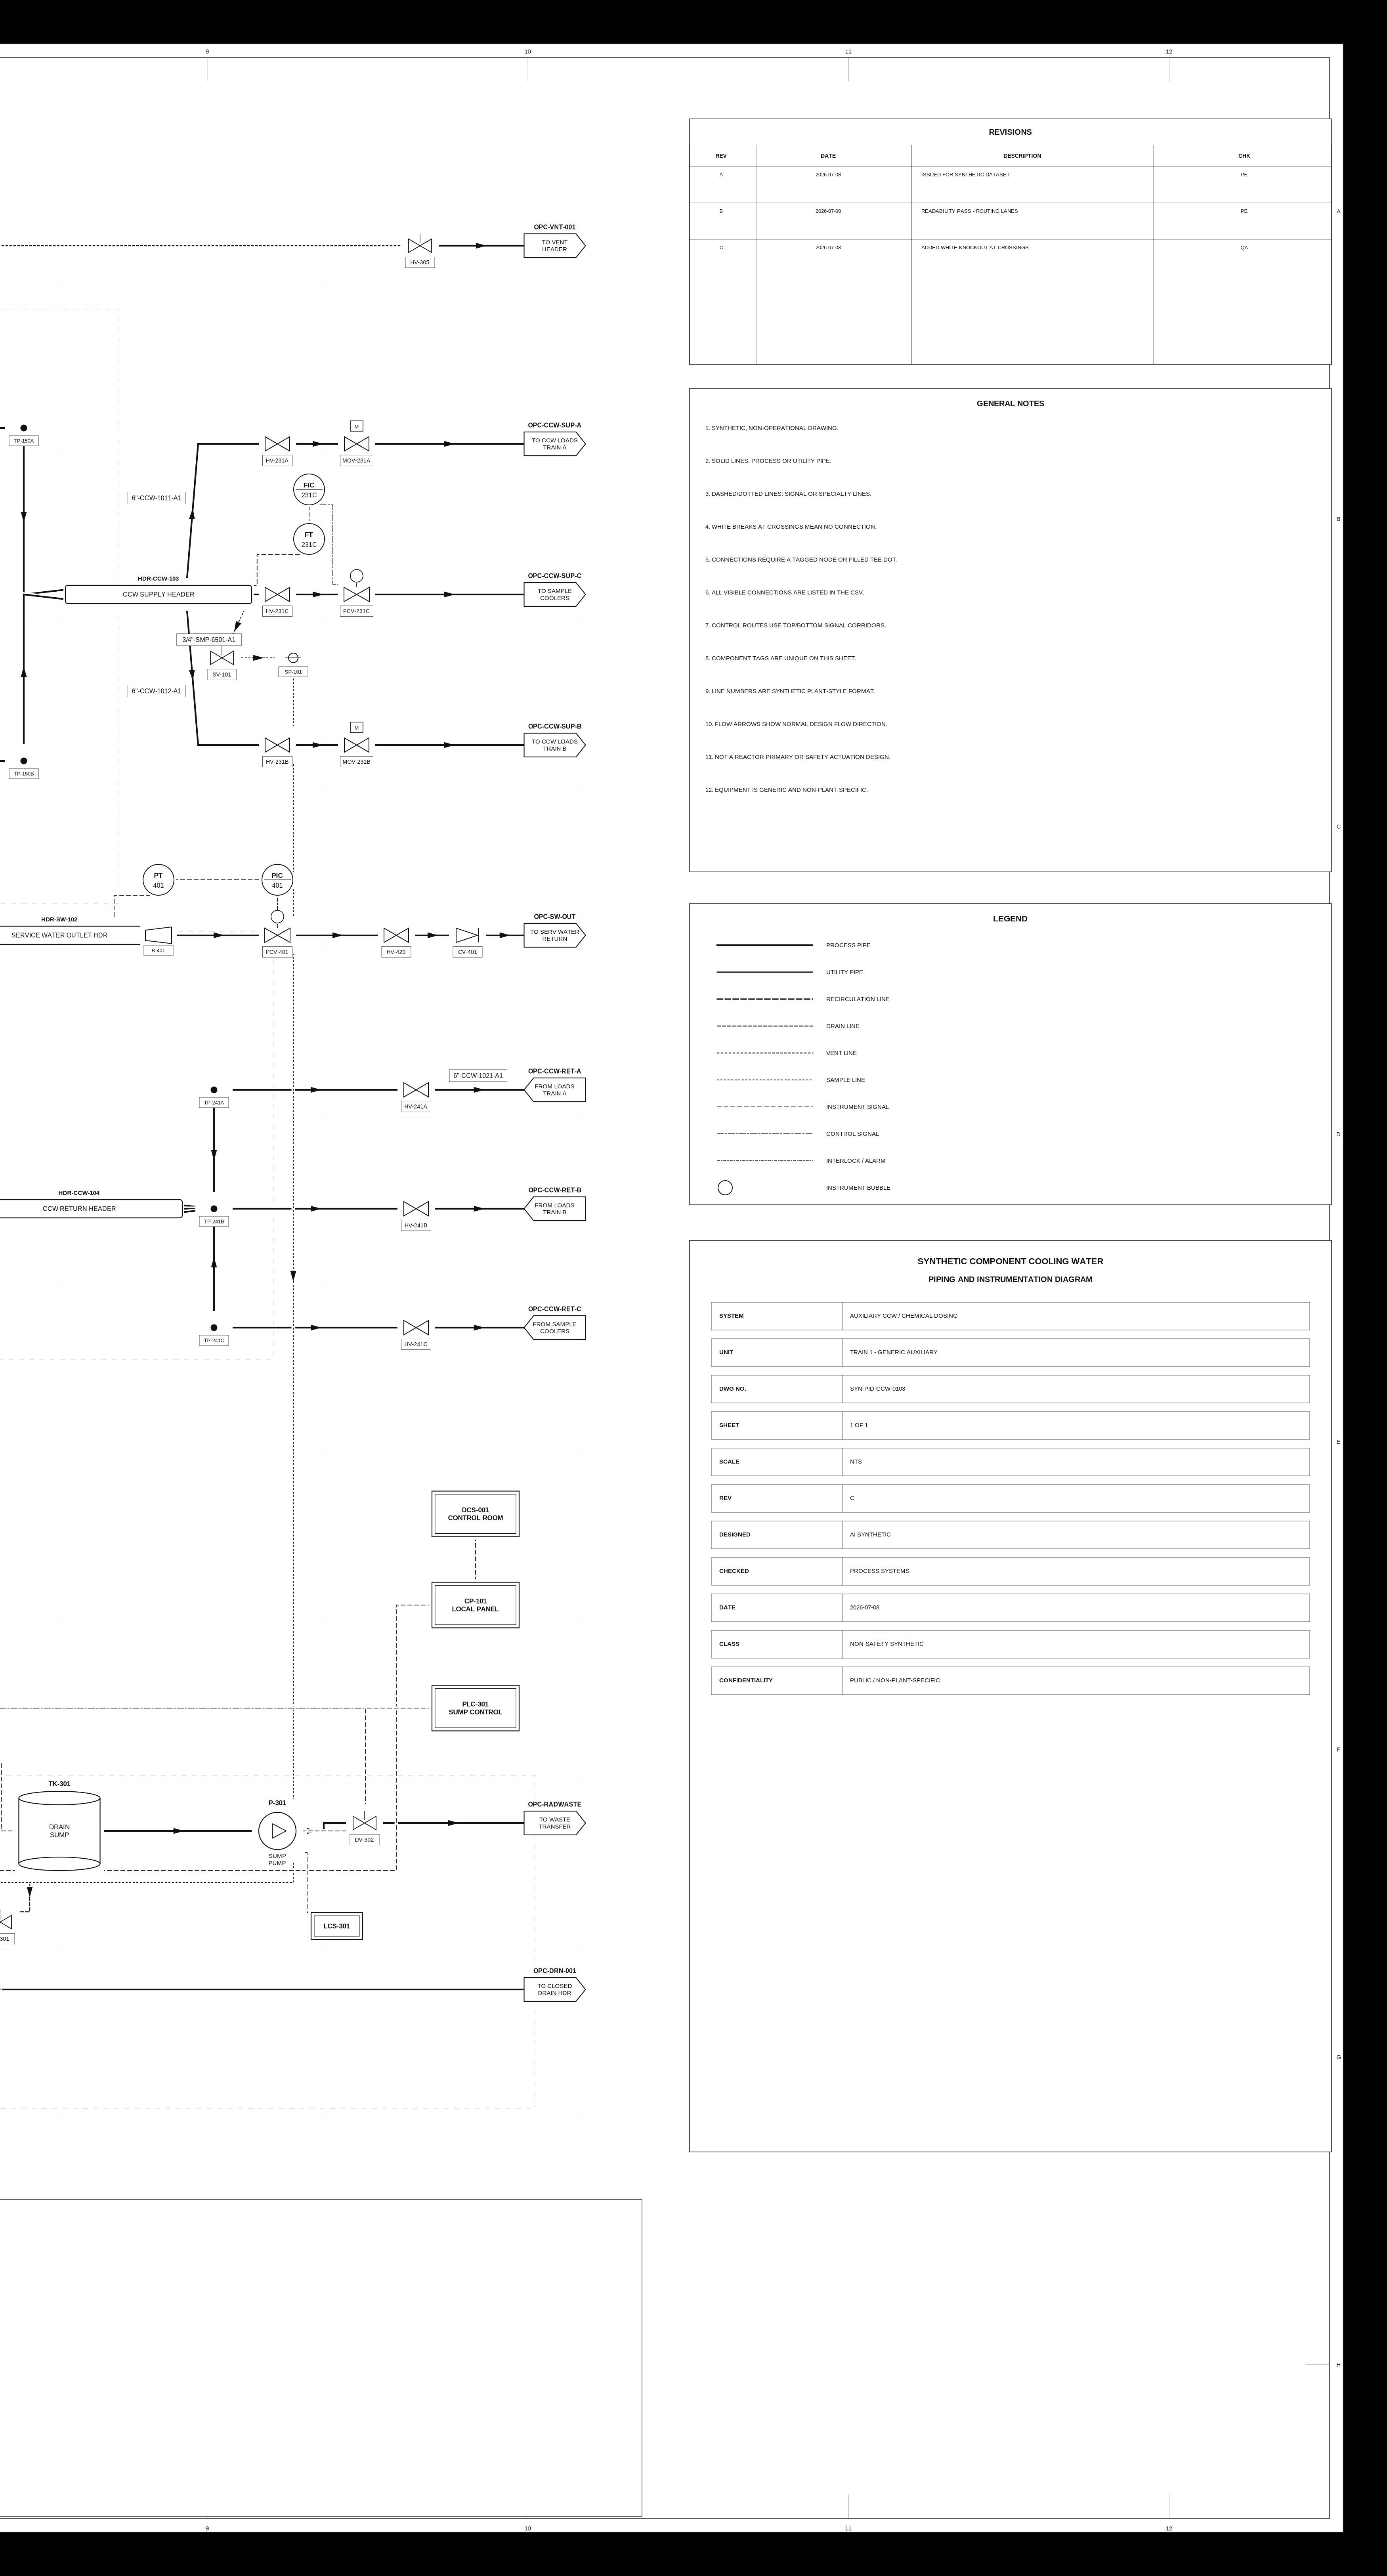 9 10 11 12
REVISIONS
REV DATE DESCRIPTION CHK
A 2026-07-08 ISSUED FOR SYNTHETIC DATASET PE
B 2026-07-08 READABILITY PASS - ROUTING LANES PE
C 2026-07-08 ADDED WHITE KNOCKOUT AT CROSSINGS QA
A
B
C
D
E
F
G
H
OPC-VNT-001
TO VENT
HEADER
HV-305
TP-150A
6"-CCW-1011-A1
HV-231A
M
MOV-231A
OPC-CCW-SUP-A
TO CCW LOADS
TRAIN A
FIC
231C
FT
231C
HDR-CCW-103
CCW SUPPLY HEADER
HV-231C
FCV-231C
OPC-CCW-SUP-C
TO SAMPLE
COOLERS
3/4"-SMP-6501-A1
SV-101
SP-101
6"-CCW-1012-A1
TP-150B
HV-231B
M
MOV-231B
OPC-CCW-SUP-B
TO CCW LOADS
TRAIN B
PT
401
PIC
401
HDR-SW-102
SERVICE WATER OUTLET HDR
R-401
PCV-401
HV-420
CV-401
OPC-SW-OUT
TO SERV WATER
RETURN
TP-241A
HV-241A
6"-CCW-1021-A1
OPC-CCW-RET-A
FROM LOADS
TRAIN A
HDR-CCW-104
CCW RETURN HEADER
TP-241B
HV-241B
OPC-CCW-RET-B
FROM LOADS
TRAIN B
TP-241C
HV-241C
OPC-CCW-RET-C
FROM SAMPLE
COOLERS
DCS-001
CONTROL ROOM
CP-101
LOCAL PANEL
PLC-301
SUMP CONTROL
TK-301
DRAIN
SUMP
P-301
SUMP
PUMP
DV-302
OPC-RADWASTE
TO WASTE
TRANSFER
301
LCS-301
OPC-DRN-001
TO CLOSED
DRAIN HDR
GENERAL NOTES
1. SYNTHETIC, NON-OPERATIONAL DRAWING.
2. SOLID LINES: PROCESS OR UTILITY PIPE.
3. DASHED/DOTTED LINES: SIGNAL OR SPECIALTY LINES.
4. WHITE BREAKS AT CROSSINGS MEAN NO CONNECTION.
5. CONNECTIONS REQUIRE A TAGGED NODE OR FILLED TEE DOT.
6. ALL VISIBLE CONNECTIONS ARE LISTED IN THE CSV.
7. CONTROL ROUTES USE TOP/BOTTOM SIGNAL CORRIDORS.
8. COMPONENT TAGS ARE UNIQUE ON THIS SHEET.
9. LINE NUMBERS ARE SYNTHETIC PLANT-STYLE FORMAT.
10. FLOW ARROWS SHOW NORMAL DESIGN FLOW DIRECTION.
11. NOT A REACTOR PRIMARY OR SAFETY ACTUATION DESIGN.
12. EQUIPMENT IS GENERIC AND NON-PLANT-SPECIFIC.
LEGEND
PROCESS PIPE
UTILITY PIPE
RECIRCULATION LINE
DRAIN LINE
VENT LINE
SAMPLE LINE
INSTRUMENT SIGNAL
CONTROL SIGNAL
INTERLOCK / ALARM
INSTRUMENT BUBBLE
SYNTHETIC COMPONENT COOLING WATER
PIPING AND INSTRUMENTATION DIAGRAM
SYSTEM AUXILIARY CCW / CHEMICAL DOSING
UNIT TRAIN 1 - GENERIC AUXILIARY
DWG NO. SYN-PID-CCW-0103
SHEET 1 OF 1
SCALE NTS
REV C
DESIGNED AI SYNTHETIC
CHECKED PROCESS SYSTEMS
DATE 2026-07-08
CLASS NON-SAFETY SYNTHETIC
CONFIDENTIALITY PUBLIC / NON-PLANT-SPECIFIC
9 10 11 12